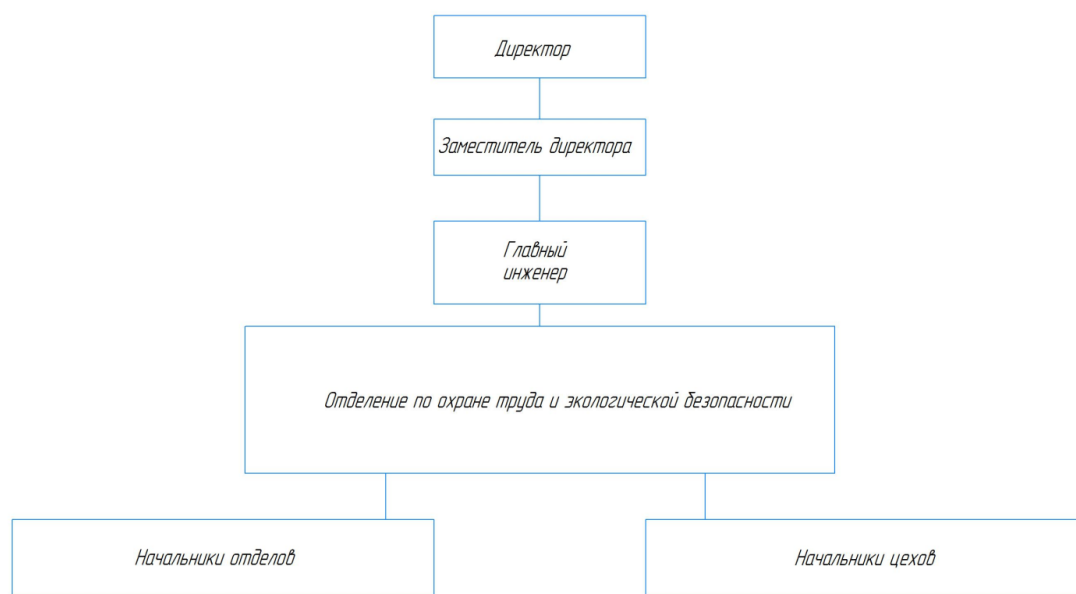 Директор
Заместитель директора
Главный
инженер
Отделение по охране труда и экологической безопасности
Начальники отделов
Начальники цехов